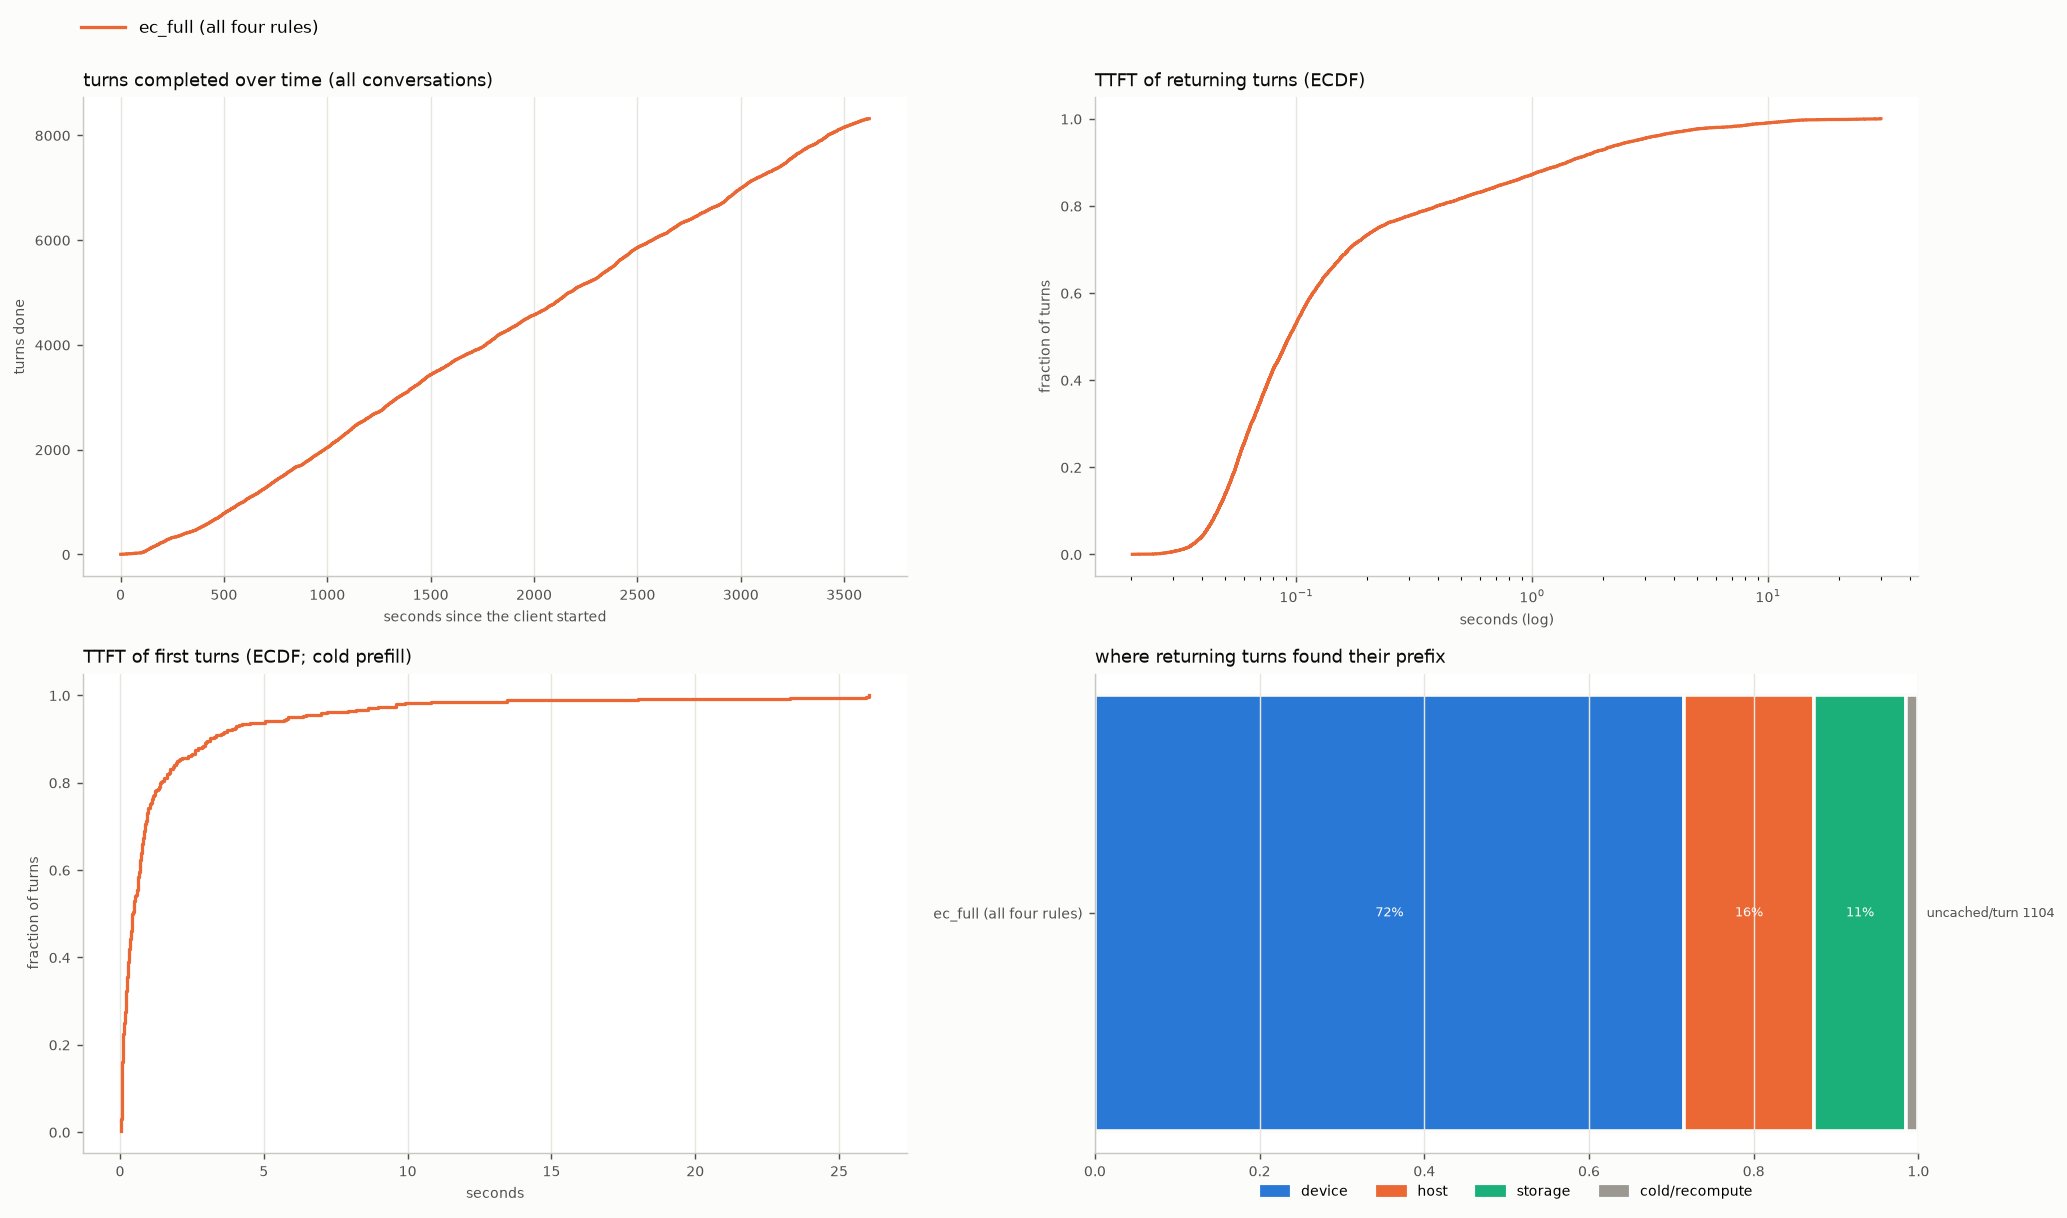 ec_full (all four rules)
turns completed over time (all conversations)
turns done
8000
6000
4000
2000
0
0 500 1000 1500 2000 2500 3000 3500
seconds since the client started
TTFT of returning turns (ECDF)
fraction of turns
1.0
0.8
0.6
0.4
0.2
0.0
10⁻¹ 10⁰ 10¹
seconds (log)
TTFT of first turns (ECDF; cold prefill)
fraction of turns
1.0
0.8
0.6
0.4
0.2
0.0
0 5 10 15 20 25
seconds
where returning turns found their prefix
ec_full (all four rules)
72% 16% 11%
uncached/turn 1104
0.0 0.2 0.4 0.6 0.8 1.0
device host storage cold/recompute